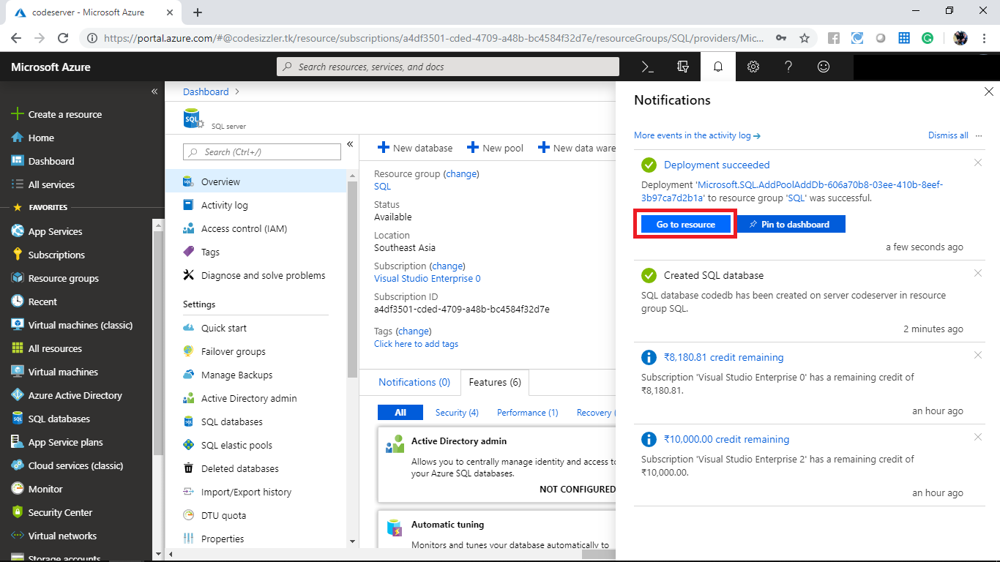 codeserver - Microsoft Azure
https://portal.azure.com/#@codesizzler.tk/resource/subscriptions/a4df3501-cded-4709-a48b-bc4584f32d7e/resourceGroups/SQL/providers/Mic...
Microsoft Azure
Search resources, services, and docs
Create a resource
Home
Dashboard
All services
FAVORITES
App Services
Subscriptions
Resource groups
Recent
Virtual machines (classic)
All resources
Virtual machines
Azure Active Directory
SQL databases
App Service plans
Cloud services (classic)
Monitor
Security Center
Virtual networks
Storage accounts
Dashboard
SQL
SQL server
Search (Ctrl+/)
Overview
Activity log
Access control (IAM)
Tags
Diagnose and solve problems
Settings
Quick start
Failover groups
Manage Backups
Active Directory admin
SQL databases
SQL elastic pools
Deleted databases
Import/Export history
DTU quota
Properties
New database New pool New data ware
Resource group (change)
SQL
Status
Available
Location
Southeast Asia
Subscription (change)
Visual Studio Enterprise 0
Subscription ID
a4df3501-cded-4709-a48b-bc4584f32d7e
Tags (change)
Click here to add tags
Notifications (0) Features (6)
All Security (4) Performance (1) Recovery (
Active Directory admin
Allows you to centrally manage identity and access to
your Azure SQL databases.
NOT CONFIGURED
Automatic tuning
Monitors and tunes your database automatically to
Notifications
More events in the activity log Dismiss all ...
Deployment succeeded
Deployment 'Microsoft.SQL.AddPoolAddDb-606a70b8-03ee-410b-8eef-
3b97ca7d2b1a' to resource group 'SQL' was successful.
Go to resource Pin to dashboard
a few seconds ago
Created SQL database
SQL database codedb has been created on server codeserver in resource
group SQL.
2 minutes ago
₹8,180.81 credit remaining
Subscription 'Visual Studio Enterprise 0' has a remaining credit of
₹8,180.81.
an hour ago
₹10,000.00 credit remaining
Subscription 'Visual Studio Enterprise 2' has a remaining credit of
₹10,000.00.
an hour ago